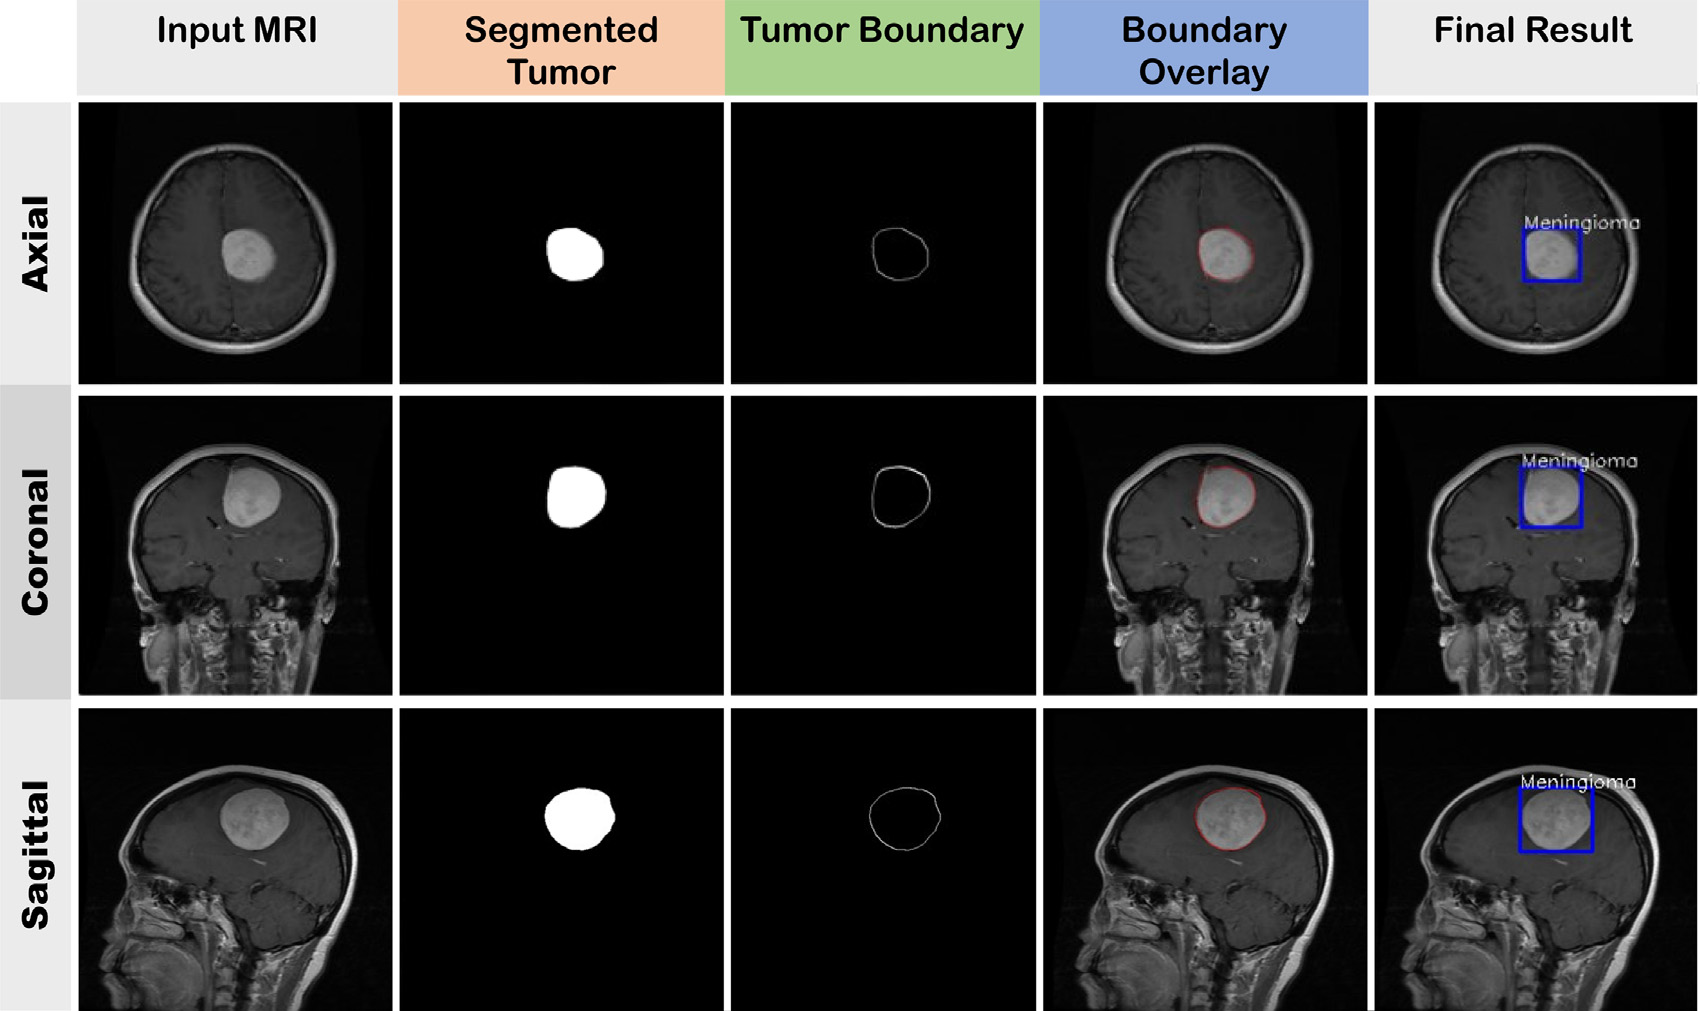 Input MRI
Segmented
Tumor
Tumor Boundary
Boundary
Overlay
Final Result
Axial
Meningioma
Coronal
Meningioma
Sagittal
Meningioma